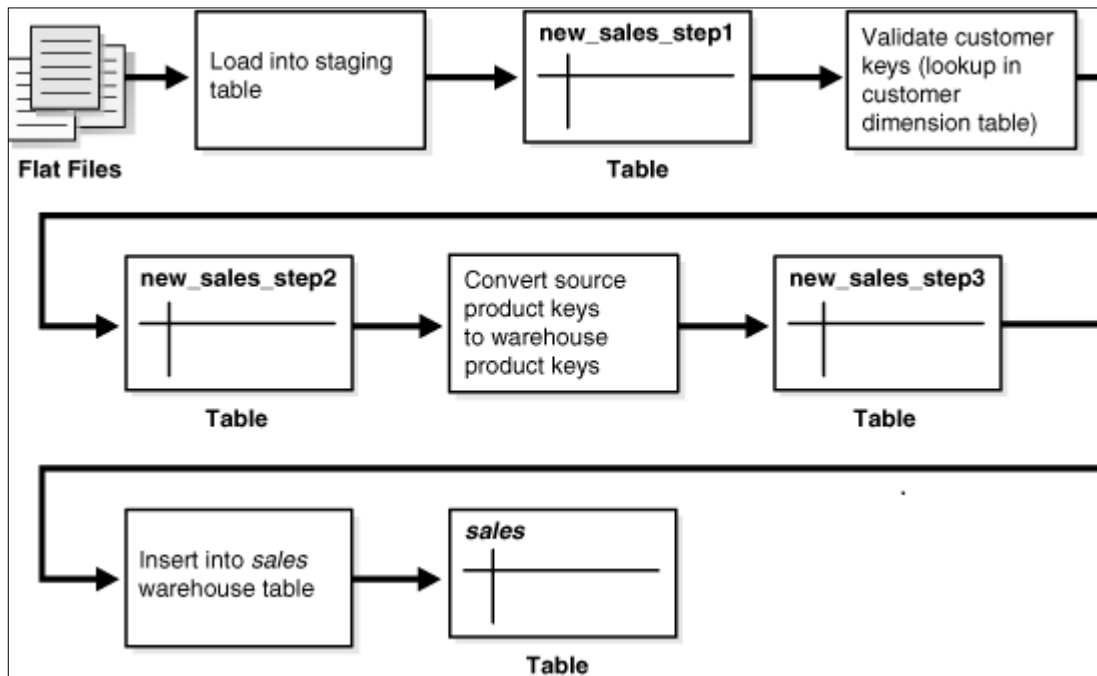 Load into staging
table
new_sales_step1
Validate customer
keys (lookup in
customer
dimension table)
Flat Files
Table
new_sales_step2
Convert source
product keys
to warehouse
product keys
new_sales_step3
Table
Table
Insert into sales
warehouse table
sales
Table